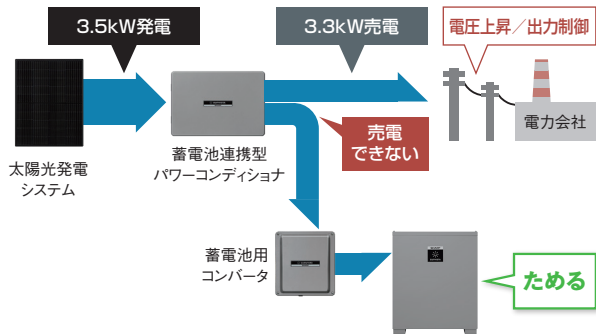 3.5kW発電
3.3kW売電
電圧上昇／出力制御
売電
できない
電力会社
太陽光発電
システム
蓄電池連携型
パワーコンディショナ
蓄電池用
コンバータ
ためる